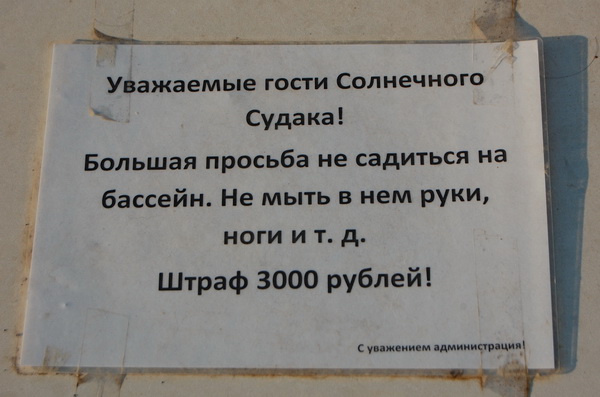 Уважаемые гости Солнечного
Судака!
Большая просьба не садиться на
бассейн. Не мыть в нем руки,
ноги и т. д.
Штраф 3000 рублей!
С уважением администрация!